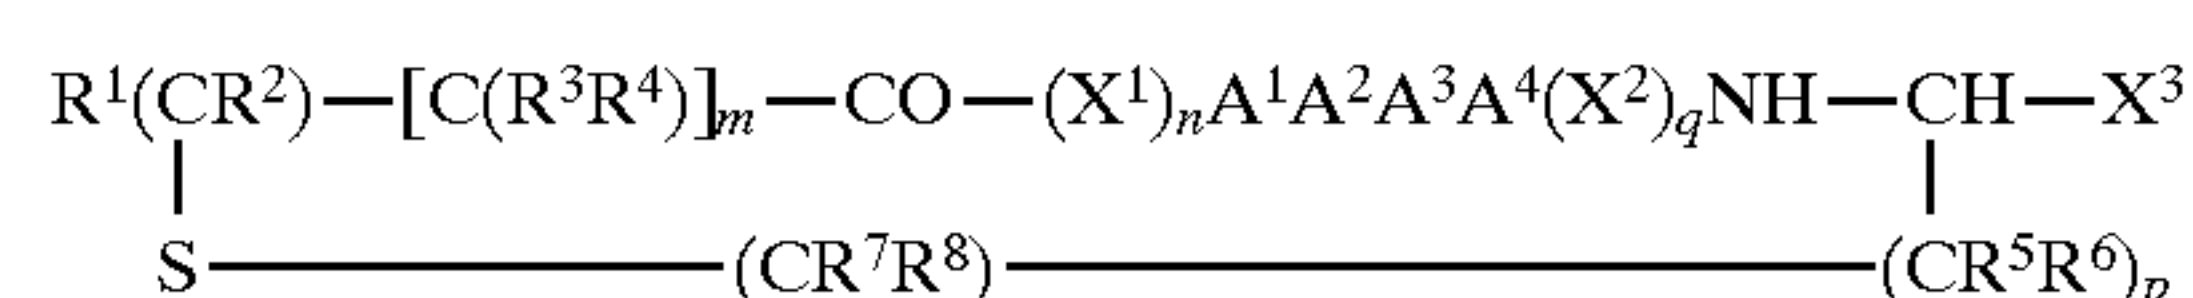 R¹(CR²)—[C(R³R⁴)]ₘ—CO—(X¹)ₙA¹A²A³A⁴(X²)_qNH—CH—X³
S—(CR⁷R⁸)—(CR⁵R⁶)ₚ